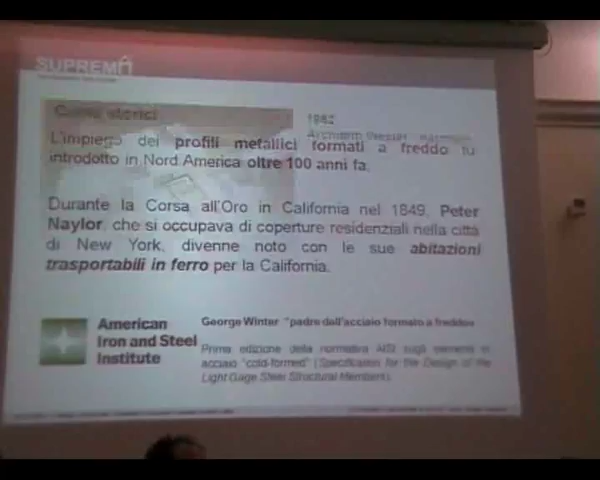 SUPREM
Cenni storici
1962
L'impiego dei profili metallici formati a freddo fu
introdotto in Nord America oltre 100 anni fa.
Durante la Corsa all'Oro in California nel 1849, Peter
Naylor, che si occupava di coperture residenziali nella città
di New York, divenne noto con le sue abitazioni
trasportabili in ferro per la California.
American
Iron and Steel
Institute
George Winter "padre dell'acciaio formato a freddo"
Prima edizione della normativa AISI sugli elementi in
acciaio "cold-formed" (Specification for the Design of the
Light Gage Steel Structural Members).